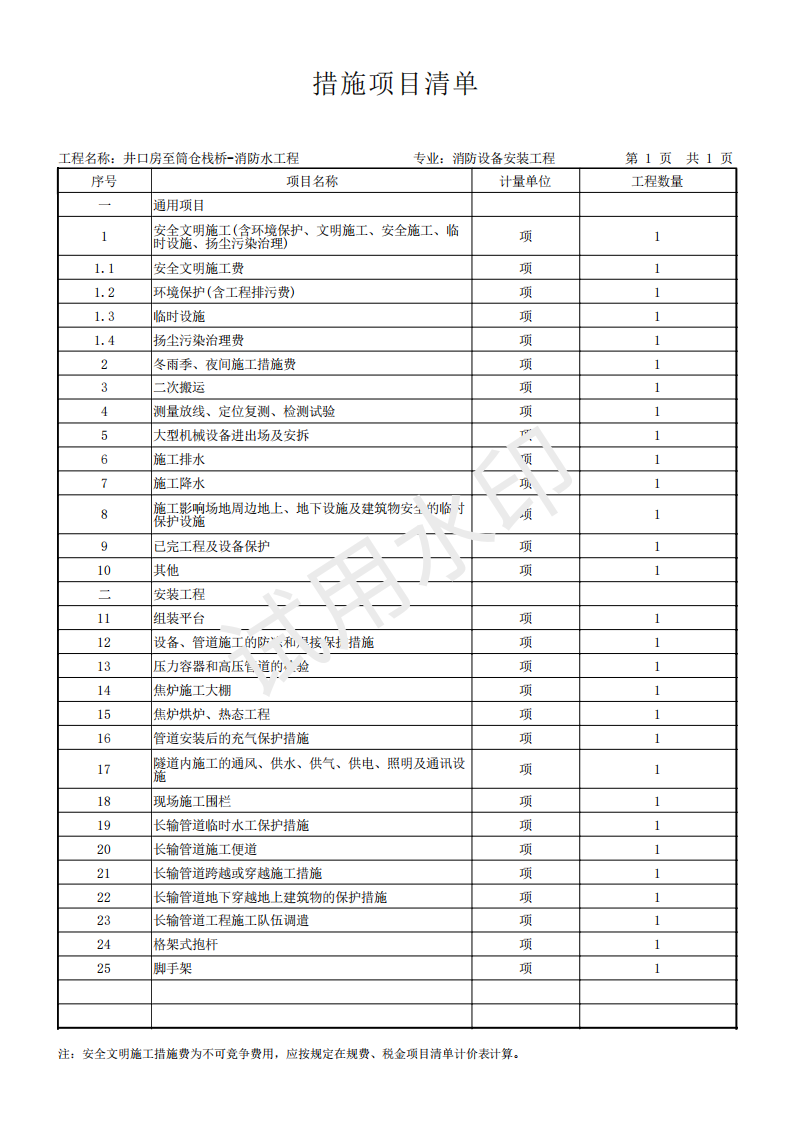 措施项目清单
工程名称：井口房至筒仓栈桥-消防水工程 专业：消防设备安装工程 第 1 页 共 1 页
序号 项目名称 计量单位 工程数量
一 通用项目
1 安全文明施工(含环境保护、文明施工、安全施工、临时设施、扬尘污染治理) 项 1
1.1 安全文明施工费 项 1
1.2 环境保护(含工程排污费) 项 1
1.3 临时设施 项 1
1.4 扬尘污染治理费 项 1
2 冬雨季、夜间施工措施费 项 1
3 二次搬运 项 1
4 测量放线、定位复测、检测试验 项 1
5 大型机械设备进出场及安拆 项 1
6 施工排水 项 1
7 施工降水 项 1
8 施工影响场地周边地上、地下设施及建筑物安全的临时保护设施 项 1
9 已完工程及设备保护 项 1
10 其他 项 1
二 安装工程
11 组装平台 项 1
12 设备、管道施工的防冻和焊接保护措施 项 1
13 压力容器和高压管道的检验 项 1
14 焦炉施工大棚 项 1
15 焦炉烘炉、热态工程 项 1
16 管道安装后的充气保护措施 项 1
17 隧道内施工的通风、供水、供气、供电、照明及通讯设施 项 1
18 现场施工围栏 项 1
19 长输管道临时水工保护措施 项 1
20 长输管道施工便道 项 1
21 长输管道跨越或穿越施工措施 项 1
22 长输管道地下穿越地上建筑物的保护措施 项 1
23 长输管道工程施工队伍调遣 项 1
24 格架式抱杆 项 1
25 脚手架 项 1
注：安全文明施工措施费为不可竞争费用，应按规定在规费、税金项目清单计价表计算。
试用水印